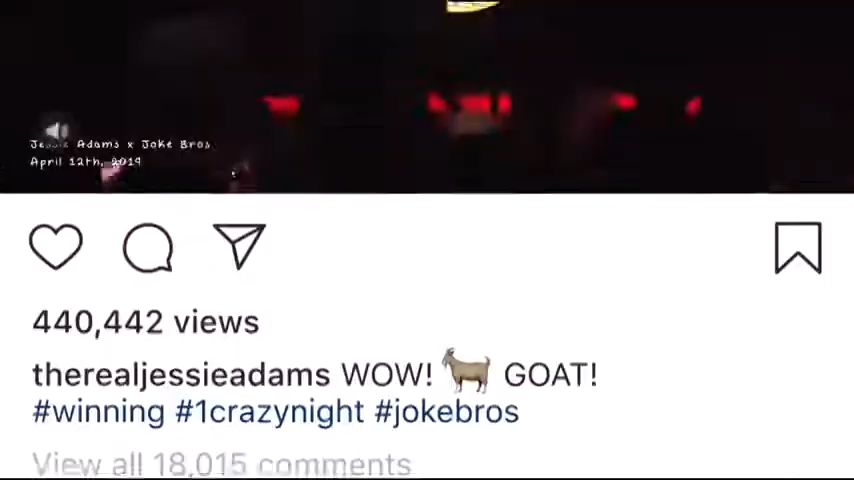 Jessie Adams x Joke Bros
April 12th, 2019
440,442 views
therealjessieadams WOW! 🐐 GOAT!
#winning #1crazynight #jokebros
View all 18,015 comments